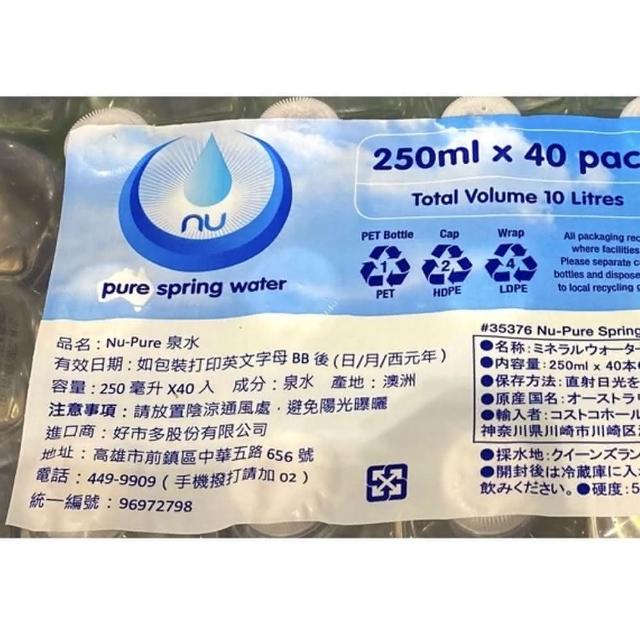 nu
pure spring water
250ml x 40 pac
Total Volume 10 Litres
PET Bottle Cap Wrap
1 2 4
PET HDPE LDPE
All packaging rec
where facilities
Please separate c
bottles and dispose
to local recycling
品名：Nu-Pure 泉水
有效日期：如包裝打印英文字母 BB 後（日/月/西元年）
容量：250 毫升 X40 入 成分：泉水 產地：澳洲
注意事項：請放置陰涼通風處，避免陽光曝曬
進口商：好市多股份有限公司
地址：高雄市前鎮區中華五路 656 號
電話：449-9909（手機撥打請加 02）
統一編號：96972798
#35376 Nu-Pure Spring
●名称:ミネラルウォーター
●内容量:250ml x 40本
●保存方法:直射日光を
●原産国名:オーストラリ
●輸入者:コストコホール
神奈川県川崎市川崎区
●採水地:クイーンズラン
●開封後は冷蔵庫に入
飲みください。●硬度:5